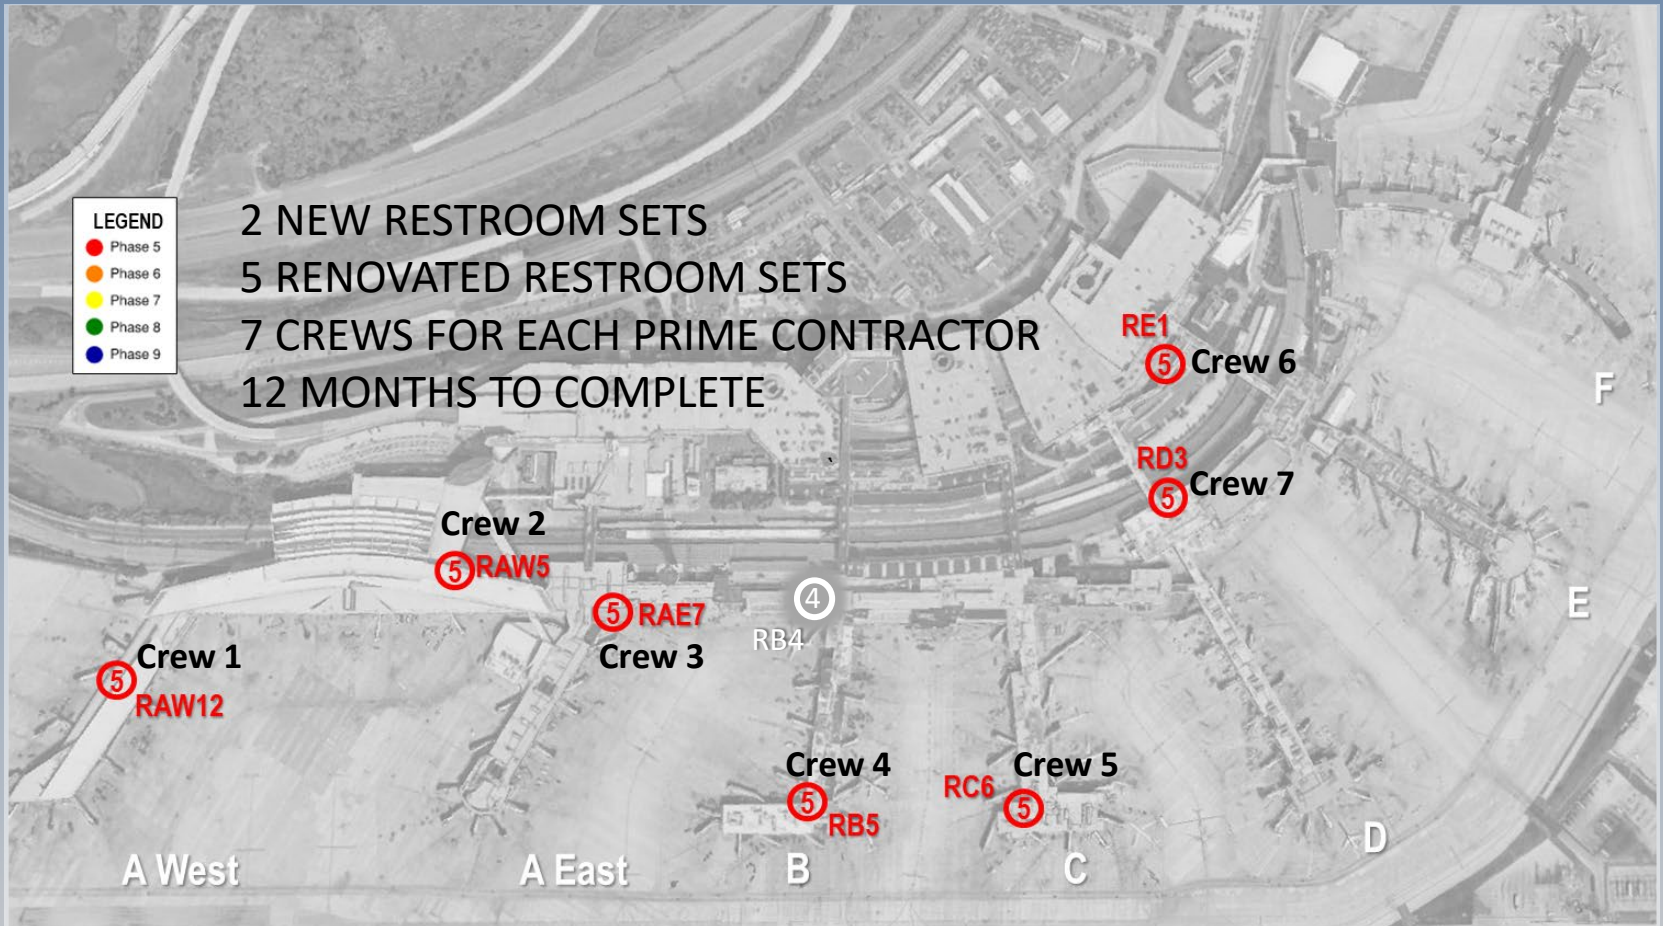 2 NEW RESTROOM SETS
5 RENOVATED RESTROOM SETS
7 CREWS FOR EACH PRIME CONTRACTOR
12 MONTHS TO COMPLETE
LEGEND
Phase 5
Phase 6
Phase 7
Phase 8
Phase 9
RE1
5 Crew 6
F
RD3
5 Crew 7
Crew 2
5 RAW5
5 RAE7
Crew 3
4
RB4
E
Crew 1
5
RAW12
Crew 4
5
RB5
Crew 5
RC6 5
A West
A East
B
C
D